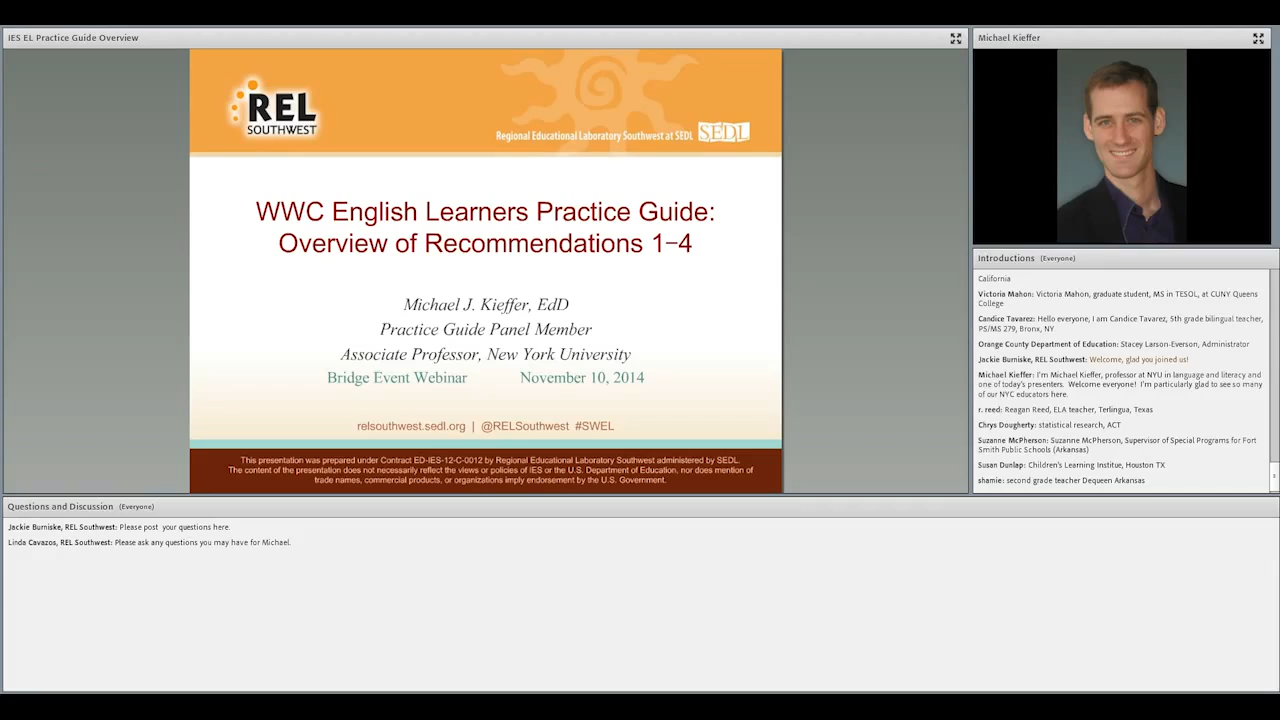 IES EL Practice Guide Overview
REL
SOUTHWEST
Regional Educational Laboratory Southwest at SEDL
SEDL
WWC English Learners Practice Guide:
Overview of Recommendations 1−4
Michael J. Kieffer, EdD
Practice Guide Panel Member
Associate Professor, New York University
Bridge Event Webinar November 10, 2014
relsouthwest.sedl.org | @RELSouthwest #SWEL
This presentation was prepared under Contract ED-IES-12-C-0012 by Regional Educational Laboratory Southwest administered by SEDL.
The content of the presentation does not necessarily reflect the views or policies of IES or the U.S. Department of Education, nor does mention of
trade names, commercial products, or organizations imply endorsement by the U.S. Government.
Michael Kieffer
Introductions (Everyone)
California
Victoria Mahon: Victoria Mahon, graduate student, MS in TESOL, at CUNY Queens
College
Candice Tavarez: Hello everyone, I am Candice Tavarez, 5th grade bilingual teacher,
PS/MS 279, Bronx, NY
Orange County Department of Education: Stacey Larson-Everson, Administrator
Jackie Burniske, REL Southwest: Welcome, glad you joined us!
Michael Kieffer: I'm Michael Kieffer, professor at NYU in language and literacy and
one of today's presenters. Welcome everyone! I'm particularly glad to see so many
of our NYC educators here.
r. reed: Reagan Reed, ELA teacher, Terlingua, Texas
Chrys Dougherty: statistical research, ACT
Suzanne McPherson: Suzanne McPherson, Supervisor of Special Programs for Fort
Smith Public Schools (Arkansas)
Susan Dunlap: Children's Learning Institue, Houston TX
shamie: second grade teacher Dequeen Arkansas
Questions and Discussion (Everyone)
Jackie Burniske, REL Southwest: Please post your questions here.
Linda Cavazos, REL Southwest: Please ask any questions you may have for Michael.